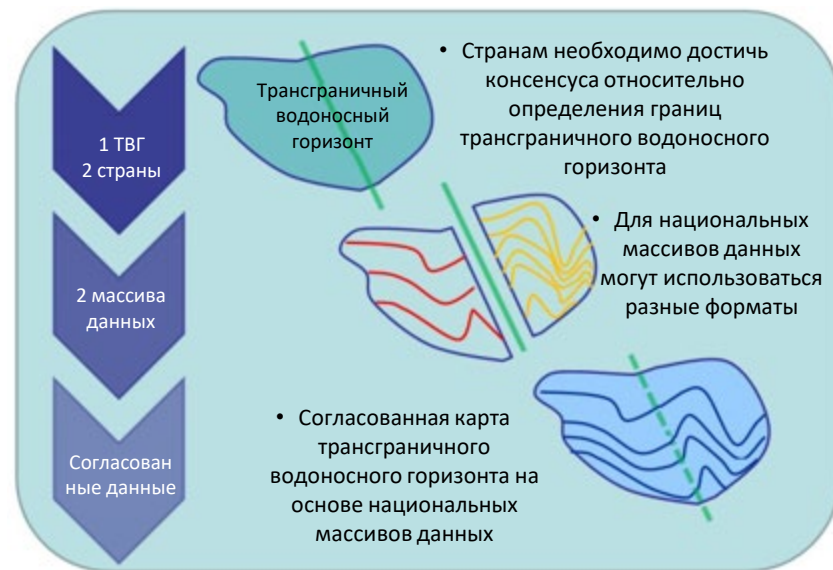 1 ТВГ
2 страны
Трансграничный
водоносный
горизонт
• Странам необходимо достичь
консенсуса относительно
определения границ
трансграничного водоносного
горизонта
2 массива
данных
• Для национальных
массивов данных
могут использоваться
разные форматы
Согласован
ные данные
• Согласованная карта
трансграничного
водоносного горизонта на
основе национальных
массивов данных